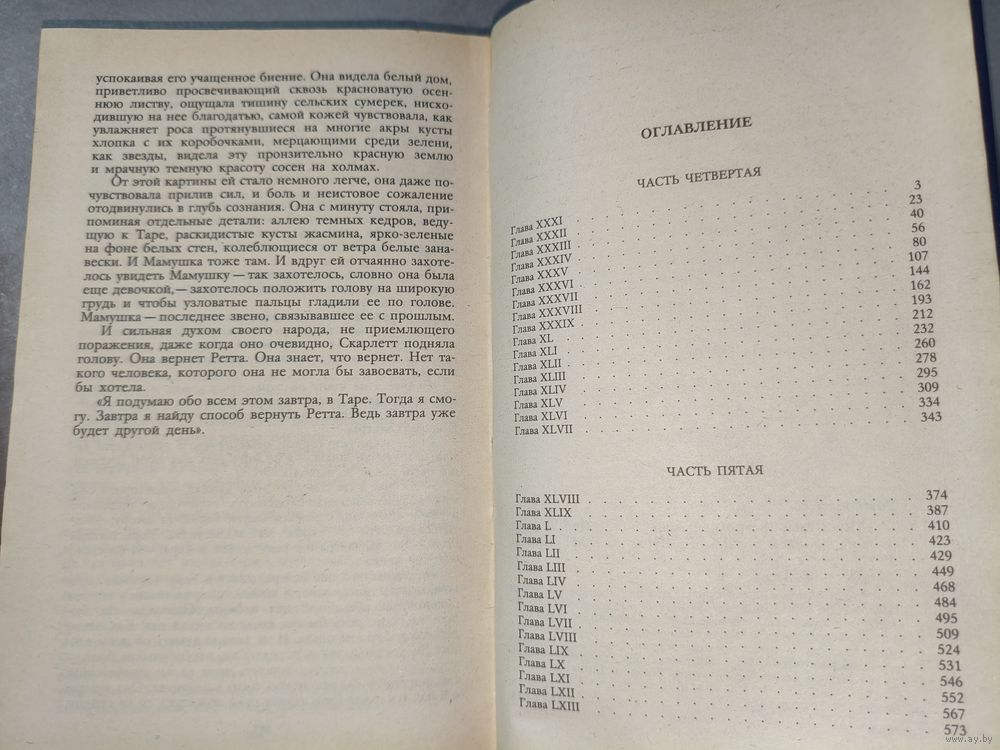 успокаивая его учащенное биение. Она видела белый дом,
приветливо просвечивающий сквозь красноватую осен-
нюю листву, ощущала тишину сельских сумерек, нисхо-
дившую на нее благодатью, самой кожей чувствовала, как
увлажняет роса протянувшиеся на многие акры кусты
хлопка с их коробочками, мерцающими среди зелени,
как звезды, видела эту пронзительно красную землю
и мрачную темную красоту сосен на холмах.
От этой картины ей стало немного легче, она даже по-
чувствовала прилив сил, и боль и неистовое сожаление
отодвинулись в глубь сознания. Она с минуту стояла, при-
поминая отдельные детали: аллею темных кедров, веду-
щую к Таре, раскидистые кусты жасмина, ярко-зеленые
на фоне белых стен, колеблющиеся от ветра белые зана-
вески. И Мамушка тоже там. И вдруг ей отчаянно захоте-
лось увидеть Мамушку — так захотелось, словно она была
еще девочкой,— захотелось положить голову на широкую
грудь и чтобы узловатые пальцы гладили ее по голове.
Мамушка — последнее звено, связывавшее ее с прошлым.
И сильная духом своего народа, не приемлющего
поражения, даже когда оно очевидно, Скарлетт подняла
голову. Она вернет Ретта. Она знает, что вернет. Нет та-
кого человека, которого она не могла бы завоевать, если
бы хотела.
«Я подумаю обо всем этом завтра, в Таре. Тогда я смо-
гу. Завтра я найду способ вернуть Ретта. Ведь завтра уже
будет другой день».
ОГЛАВЛЕНИЕ
ЧАСТЬ ЧЕТВЕРТАЯ
Глава XXXI 3
Глава XXXII 23
Глава XXXIII 40
Глава XXXIV 56
Глава XXXV 80
Глава XXXVI 107
Глава XXXVII 144
Глава XXXVIII 162
Глава XXXIX 193
Глава XL 212
Глава XLI 232
Глава XLII 260
Глава XLIII 278
Глава XLIV 295
Глава XLV 309
Глава XLVI 334
Глава XLVII 343
ЧАСТЬ ПЯТАЯ
Глава XLVIII 374
Глава XLIX 387
Глава L 410
Глава LI 423
Глава LII 429
Глава LIII 449
Глава LIV 468
Глава LV 484
Глава LVI 495
Глава LVII 509
Глава LVIII 524
Глава LIX 531
Глава LX 546
Глава LXI 552
Глава LXII 567
Глава LXIII 573
www.ay.by